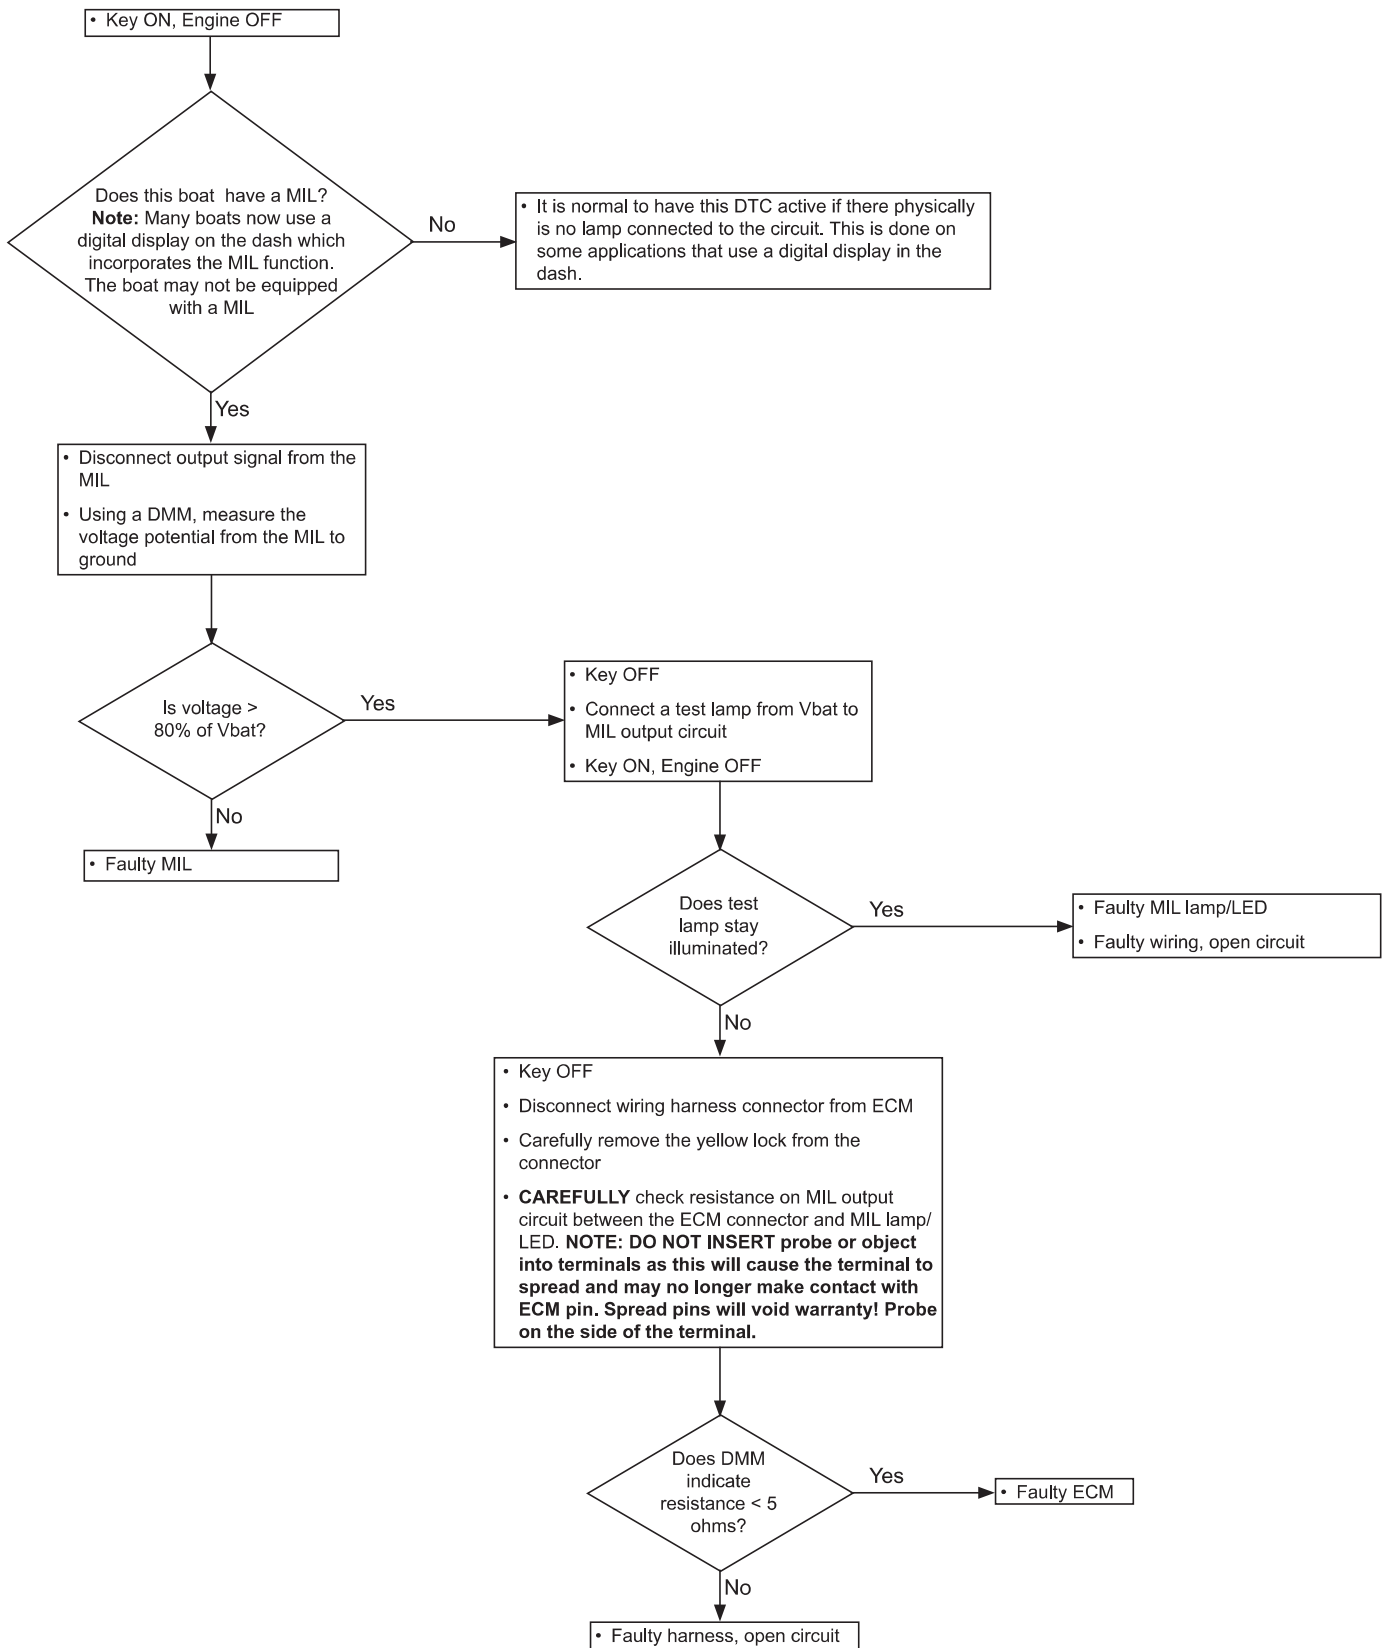 • Key ON, Engine OFF
Does this boat have a MIL?
Note: Many boats now use a
digital display on the dash which
incorporates the MIL function.
The boat may not be equipped
with a MIL
No
• It is normal to have this DTC active if there physically
is no lamp connected to the circuit. This is done on
some applications that use a digital display in the
dash.
Yes
• Disconnect output signal from the
MIL
• Using a DMM, measure the
voltage potential from the MIL to
ground
Is voltage >
80% of Vbat?
Yes
• Key OFF
• Connect a test lamp from Vbat to
MIL output circuit
• Key ON, Engine OFF
No
• Faulty MIL
Does test
lamp stay
illuminated?
Yes
• Faulty MIL lamp/LED
• Faulty wiring, open circuit
No
• Key OFF
• Disconnect wiring harness connector from ECM
• Carefully remove the yellow lock from the
connector
• CAREFULLY check resistance on MIL output
circuit between the ECM connector and MIL lamp/
LED. NOTE: DO NOT INSERT probe or object
into terminals as this will cause the terminal to
spread and may no longer make contact with
ECM pin. Spread pins will void warranty! Probe
on the side of the terminal.
Does DMM
indicate
resistance < 5
ohms?
Yes
• Faulty ECM
No
• Faulty harness, open circuit